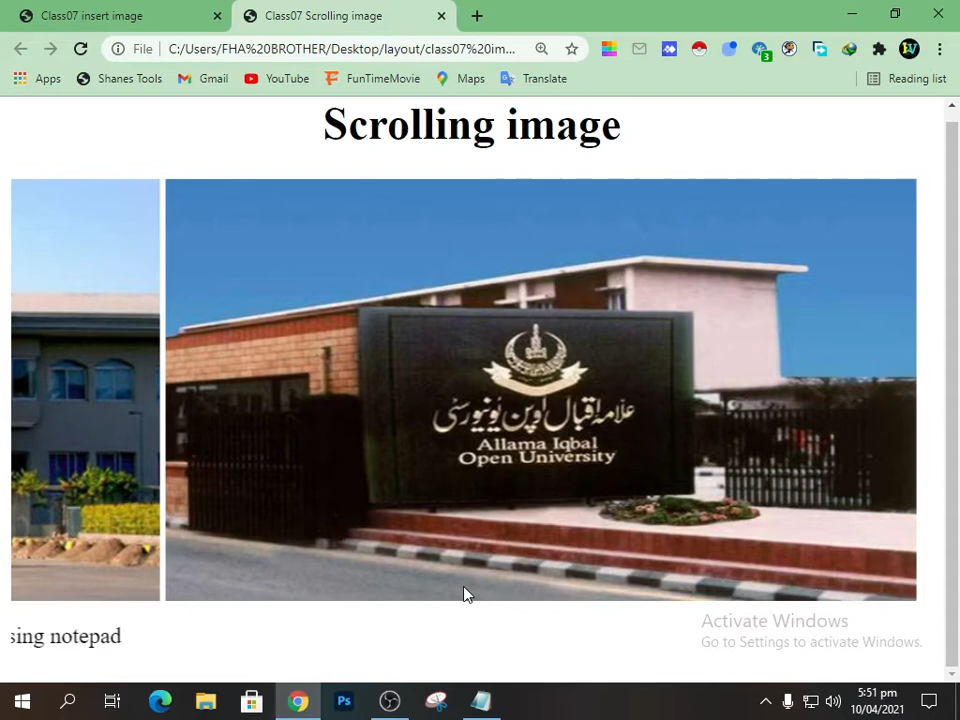 Class07 insert image
Class07 Scrolling image
File C:/Users/FHA%20BROTHER/Desktop/layout/class07%20im...
3
Apps Shanes Tools Gmail YouTube FunTimeMovie Maps Translate Reading list
Scrolling image
علامہ اقبال اوپن یونیورسٹی
Allama Iqbal
Open University
sing notepad
Activate Windows
Go to Settings to activate Windows.
Ps
5:51 pm
10/04/2021